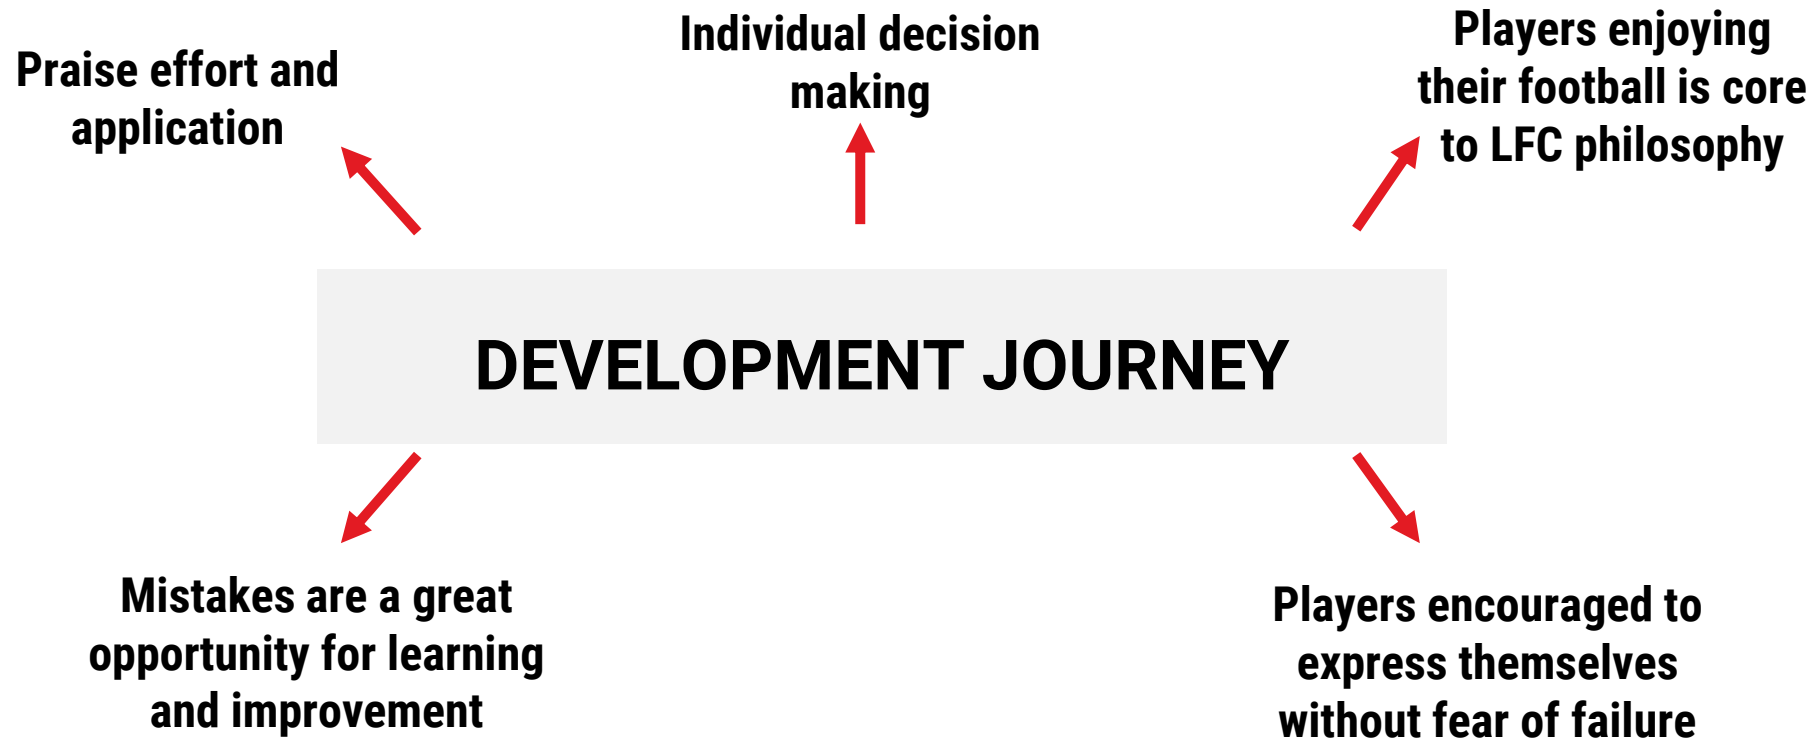 Praise effort and
application
Individual decision
making
Players enjoying
their football is core
to LFC philosophy
DEVELOPMENT JOURNEY
Mistakes are a great
opportunity for learning
and improvement
Players encouraged to
express themselves
without fear of failure